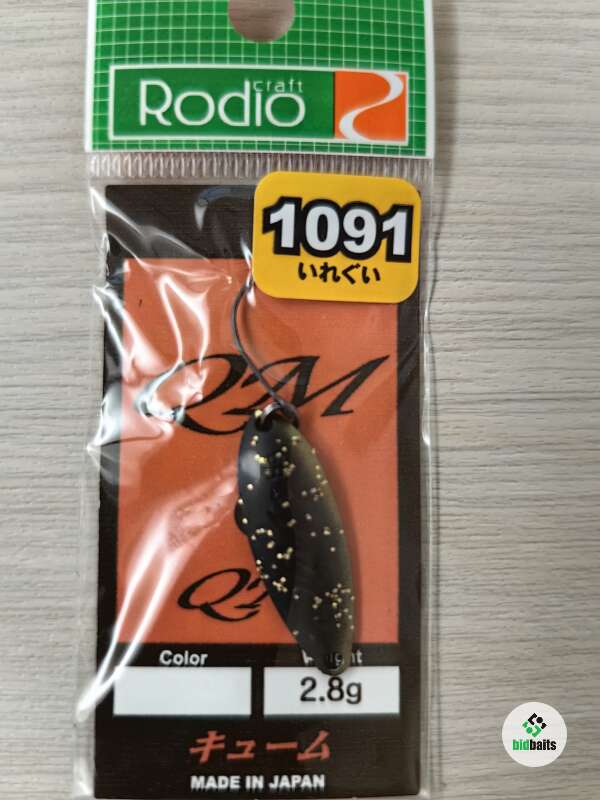 craft
Rodio
1091
いれぐい
QM
QM
Color
Weight
2.8g
キューム
MADE IN JAPAN
bidbaits